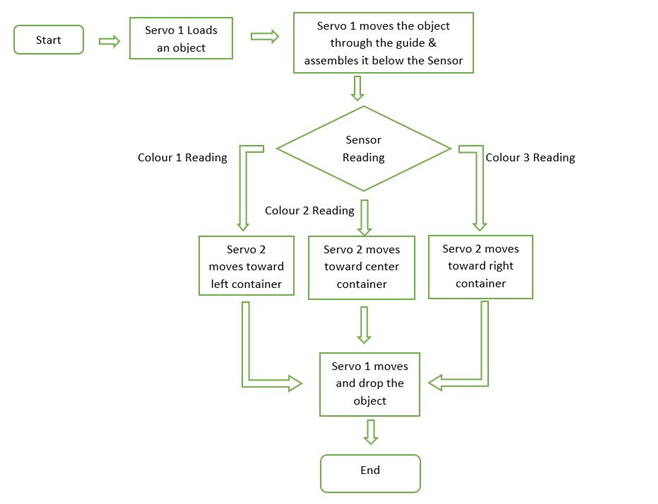 Start
Servo 1 Loads
an object
Servo 1 moves the object
through the guide &
assembles it below the Sensor
Sensor
Reading
Colour 1 Reading
Colour 3 Reading
Colour 2 Reading
Servo 2
moves toward
left container
Servo 2 moves
toward center
container
Servo 2 moves
toward right
container
Servo 1 moves
and drop the
object
End